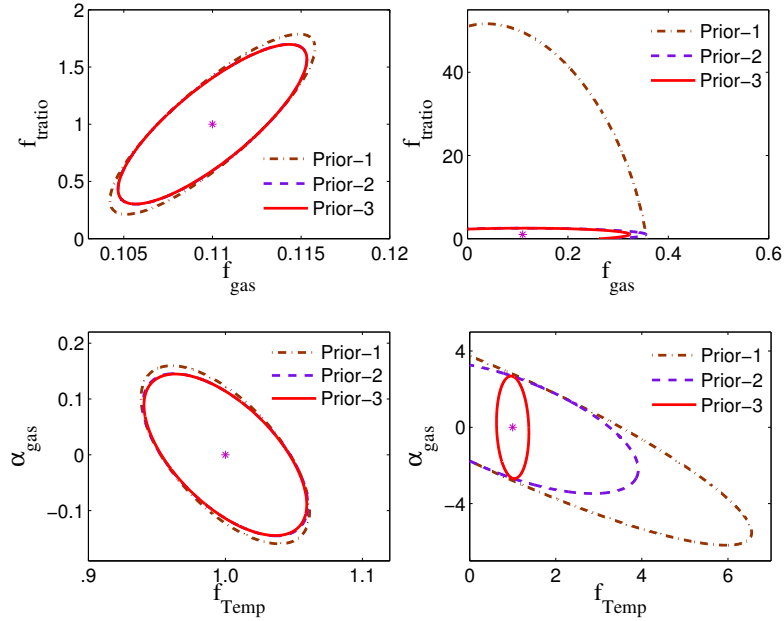 2
1.5
1
0.5
0
0.105
0.11
0.115
0.12
f_tratio
f_gas
Prior-1
Prior-2
Prior-3
40
20
0
0
0.2
0.4
0.6
f_tratio
f_gas
Prior-1
Prior-2
Prior-3
0.2
0.1
0
−0.1
.9
1.0
1.1
α_gas
f_Temp
Prior-1
Prior-2
Prior-3
4
0
−4
0
2
4
6
α_gas
f_Temp
Prior-1
Prior-2
Prior-3